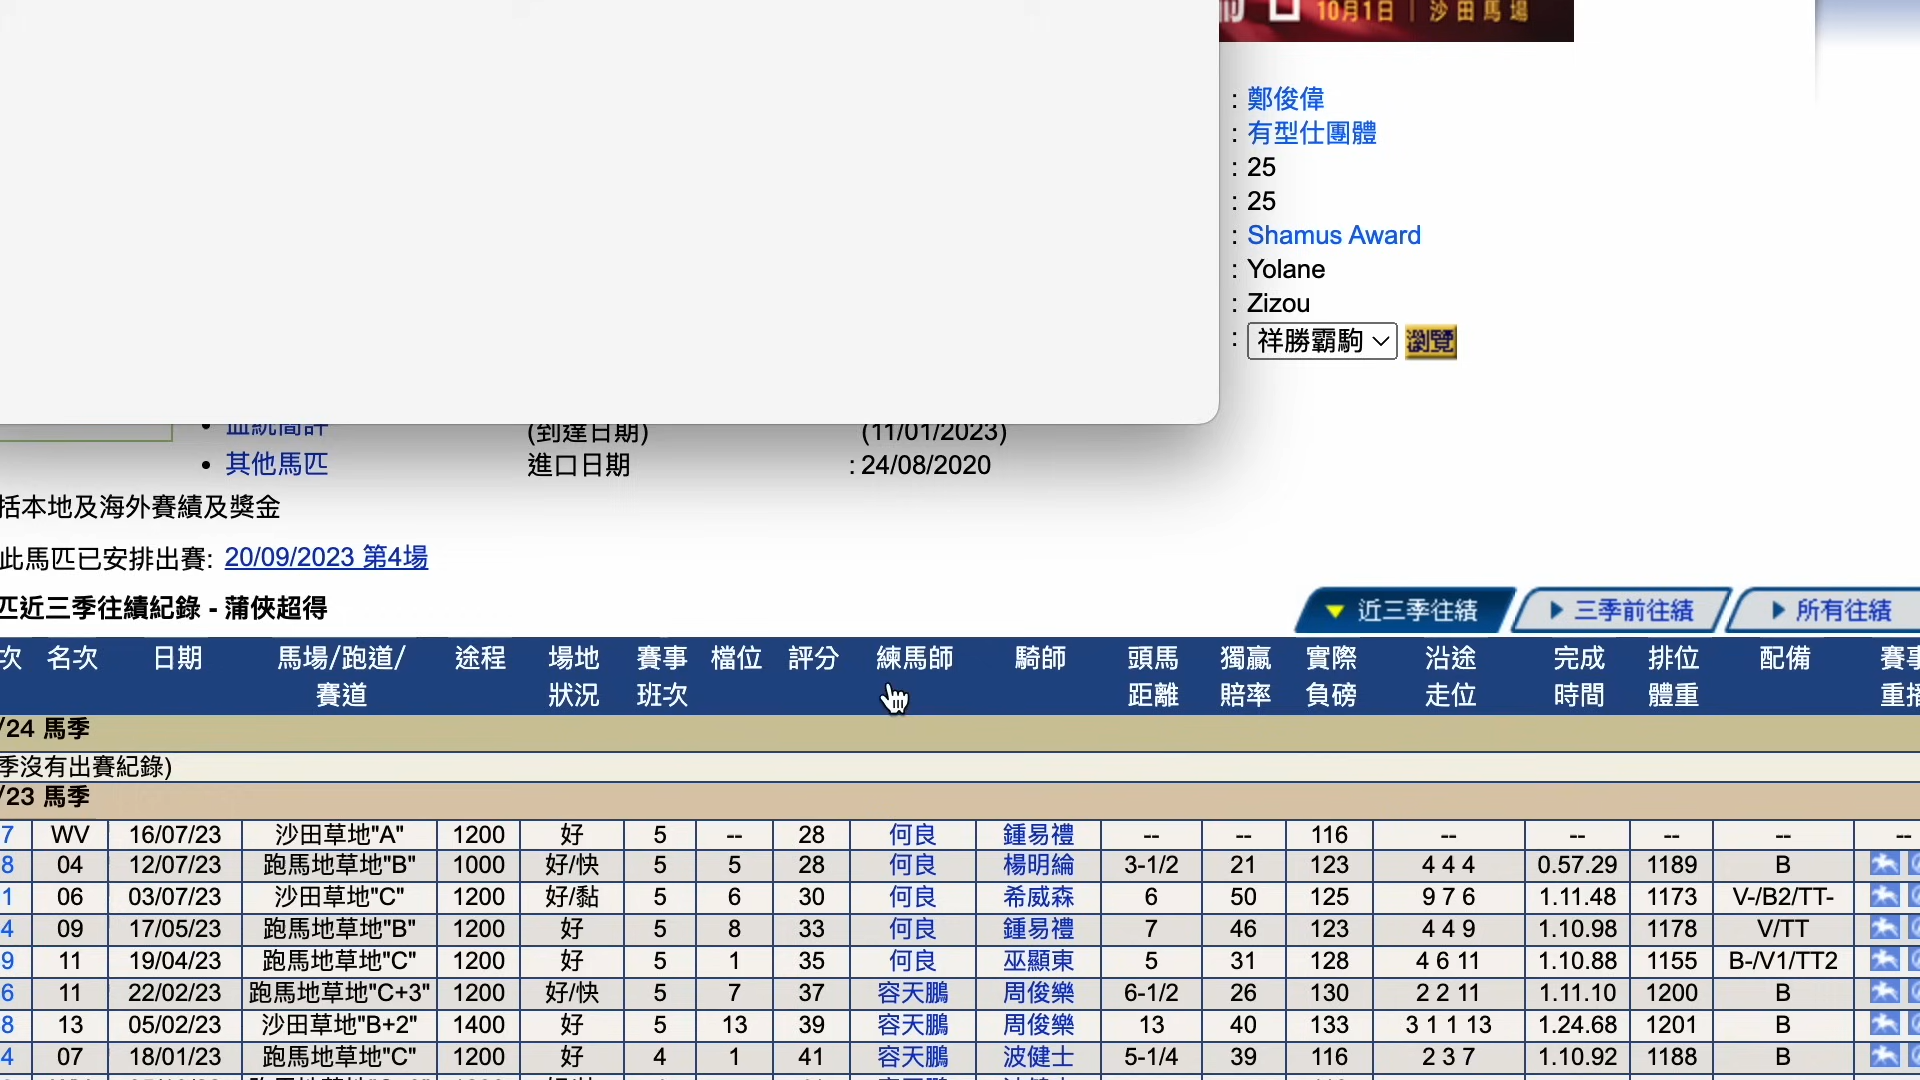 10月1日 | 沙田馬場
: 鄭俊偉
: 有型仕團體
: 25
: 25
: Shamus Award
: Yolane
: Zizou
: 祥勝霸駒 瀏覽
• 血統簡評 (到達日期) (11/01/2023)
• 其他馬匹 進口日期 : 24/08/2020
括本地及海外賽績及獎金
此馬匹已安排出賽: 20/09/2023 第4場
匹近三季往績紀錄 - 蒲俠超得 近三季往績 三季前往績 所有往績
次 名次 日期 馬場/跑道/ 途程 場地 賽事 檔位 評分 練馬師 騎師 頭馬 獨贏 實際 沿途 完成 排位 配備 賽事
賽道 狀況 班次 距離 賠率 負磅 走位 時間 體重 重播
/24 馬季
季沒有出賽紀錄)
/23 馬季
7 WV 16/07/23 沙田草地"A" 1200 好 5 -- 28 何良 鍾易禮 -- -- 116 -- -- -- -- --
8 04 12/07/23 跑馬地草地"B" 1000 好/快 5 5 28 何良 楊明綸 3-1/2 21 123 4 4 4 0.57.29 1189 B
1 06 03/07/23 沙田草地"C" 1200 好/黏 5 6 30 何良 希威森 6 50 125 9 7 6 1.11.48 1173 V-/B2/TT-
4 09 17/05/23 跑馬地草地"B" 1200 好 5 8 33 何良 鍾易禮 7 46 123 4 4 9 1.10.98 1178 V/TT
9 11 19/04/23 跑馬地草地"C" 1200 好 5 1 35 何良 巫顯東 5 31 128 4 6 11 1.10.88 1155 B-/V1/TT2
6 11 22/02/23 跑馬地草地"C+3" 1200 好/快 5 7 37 容天鵬 周俊樂 6-1/2 26 130 2 2 11 1.11.10 1200 B
8 13 05/02/23 沙田草地"B+2" 1400 好 5 13 39 容天鵬 周俊樂 13 40 133 3 1 1 13 1.24.68 1201 B
4 07 18/01/23 跑馬地草地"C" 1200 好 4 1 41 容天鵬 波健士 5-1/4 39 116 2 3 7 1.10.92 1188 B